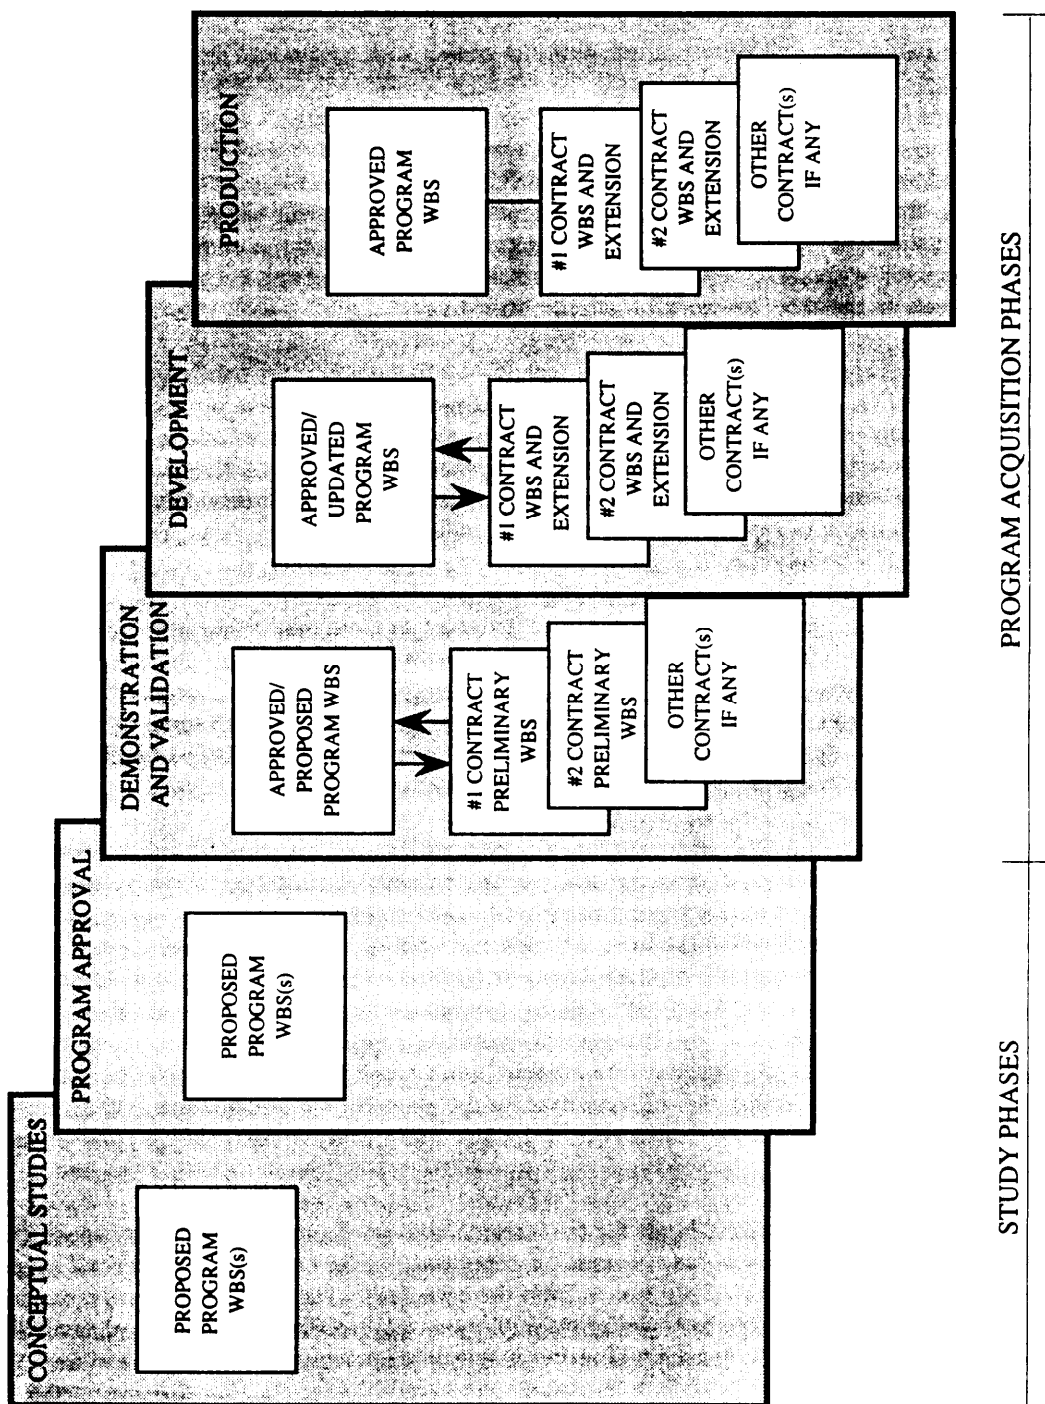 CONCEPTUAL STUDIES
PROPOSED
PROGRAM
WBS(s)
PROGRAM APPROVAL
PROPOSED
PROGRAM
WBS(s)
DEMONSTRATION
AND VALIDATION
APPROVED/
PROPOSED
PROGRAM WBS
#1 CONTRACT
PRELIMINARY
WBS
#2 CONTRACT
PRELIMINARY
WBS
OTHER
CONTRACT(s)
IF ANY
DEVELOPMENT
APPROVED/
UPDATED
PROGRAM
WBS
#1 CONTRACT
WBS AND
EXTENSION
#2 CONTRACT
WBS AND
EXTENSION
OTHER
CONTRACT(s)
IF ANY
PRODUCTION
APPROVED
PROGRAM
WBS
#1 CONTRACT
WBS AND
EXTENSION
#2 CONTRACT
WBS AND
EXTENSION
OTHER
CONTRACT(s)
IF ANY
STUDY PHASES
PROGRAM ACQUISITION PHASES